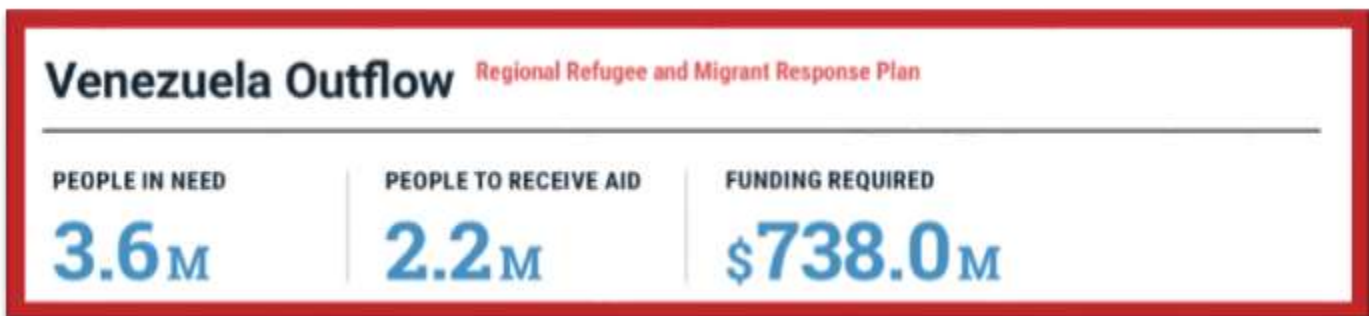 Venezuela Outflow Regional Refugee and Migrant Response Plan
PEOPLE IN NEED PEOPLE TO RECEIVE AID FUNDING REQUIRED
3.6M 2.2M $738.0M